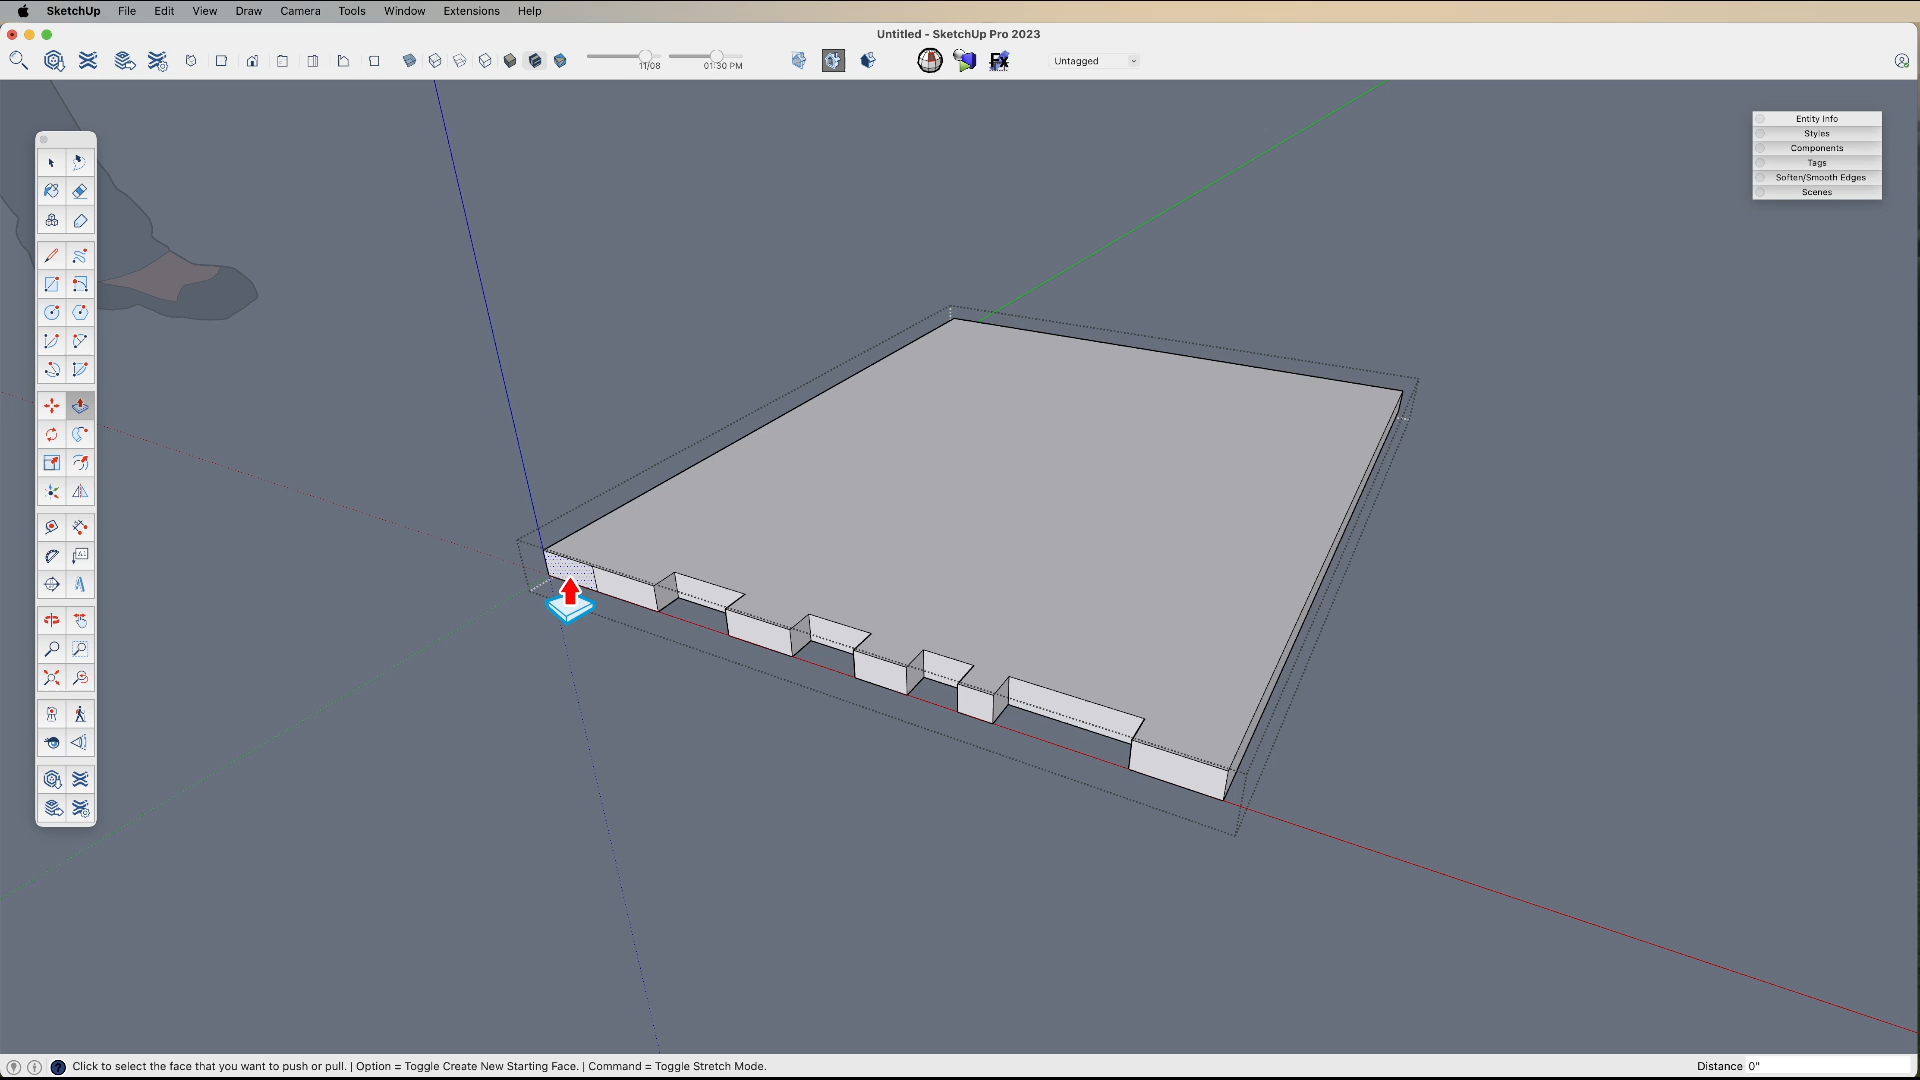 SketchUp File Edit View Draw Camera Tools Window Extensions Help
Untitled - SketchUp Pro 2023
11/08 01:30 PM Fx Untagged
Entity Info
Styles
Components
Tags
Soften/Smooth Edges
Scenes
A1
Click to select the face that you want to push or pull. | Option = Toggle Create New Starting Face. | Command = Toggle Stretch Mode.
Distance 0"